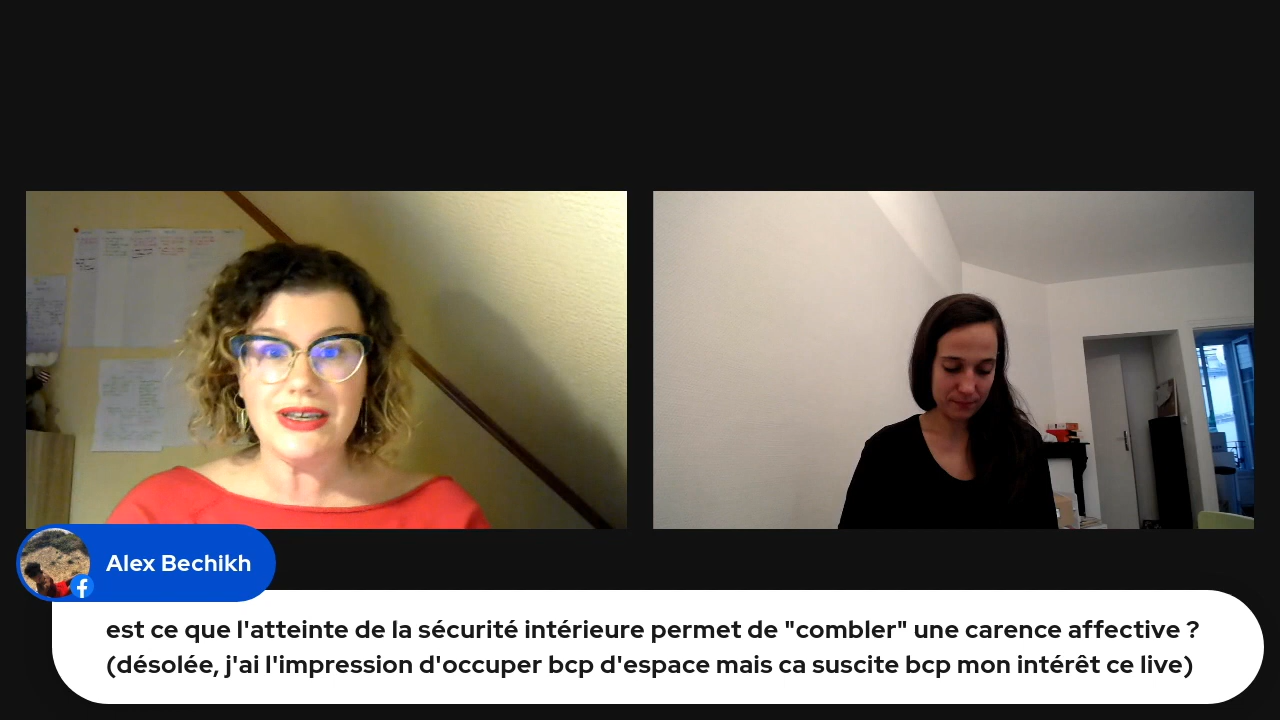 Alex Bechikh
est ce que l'atteinte de la sécurité intérieure permet de "combler" une carence affective ?
(désolée, j'ai l'impression d'occuper bcp d'espace mais ca suscite bcp mon intérêt ce live)